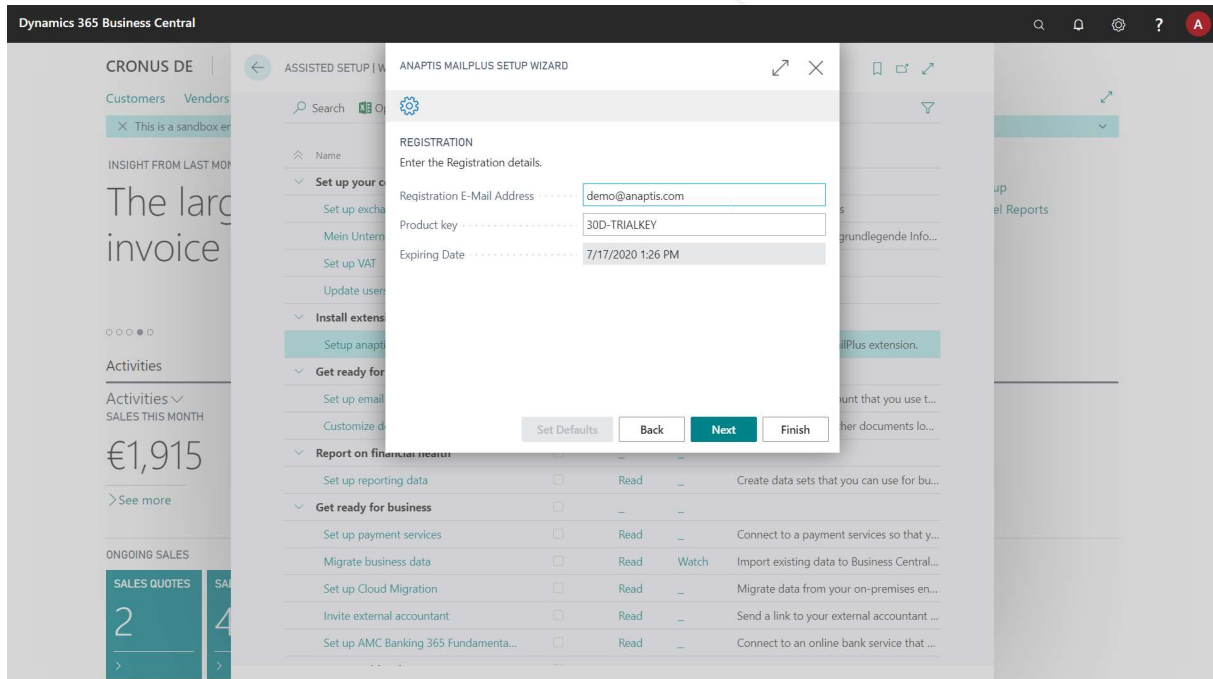 Dynamics 365 Business Central
?
A
CRONUS DE
ASSISTED SETUP | W
ANAPTIS MAILPLUS SETUP WIZARD
Customers Vendors
Search
This is a sandbox en
REGISTRATION
INSIGHT FROM LAST MON
Name
Enter the Registration details.
The larg
invoice
Set up your c
Registration E-Mail Address demo@anaptis.com
up
Set up excha
s
el Reports
Product key 30D-TRIALKEY
Mein Untern
grundlegende Info...
Expiring Date 7/17/2020 1:26 PM
Set up VAT
Update users
Install extensi
Setup anapti
ilPlus extension.
Activities
Get ready for
Activities
Set up email
unt that you use t...
SALES THIS MONTH
Set Defaults Back Next Finish
Customize d
her documents lo...
€1,915
Report on financial health _ _
Set up reporting data Read _ Create data sets that you can use for bu...
>See more
Get ready for business _ _
Set up payment services Read _ Connect to a payment services so that y...
ONGOING SALES
Migrate business data Read Watch Import existing data to Business Central...
SALES QUOTES SAL
Set up Cloud Migration Read _ Migrate data from your on-premises en...
2 4
Invite external accountant Read _ Send a link to your external accountant ...
Set up AMC Banking 365 Fundamenta... Read _ Connect to an online bank service that ...
> >